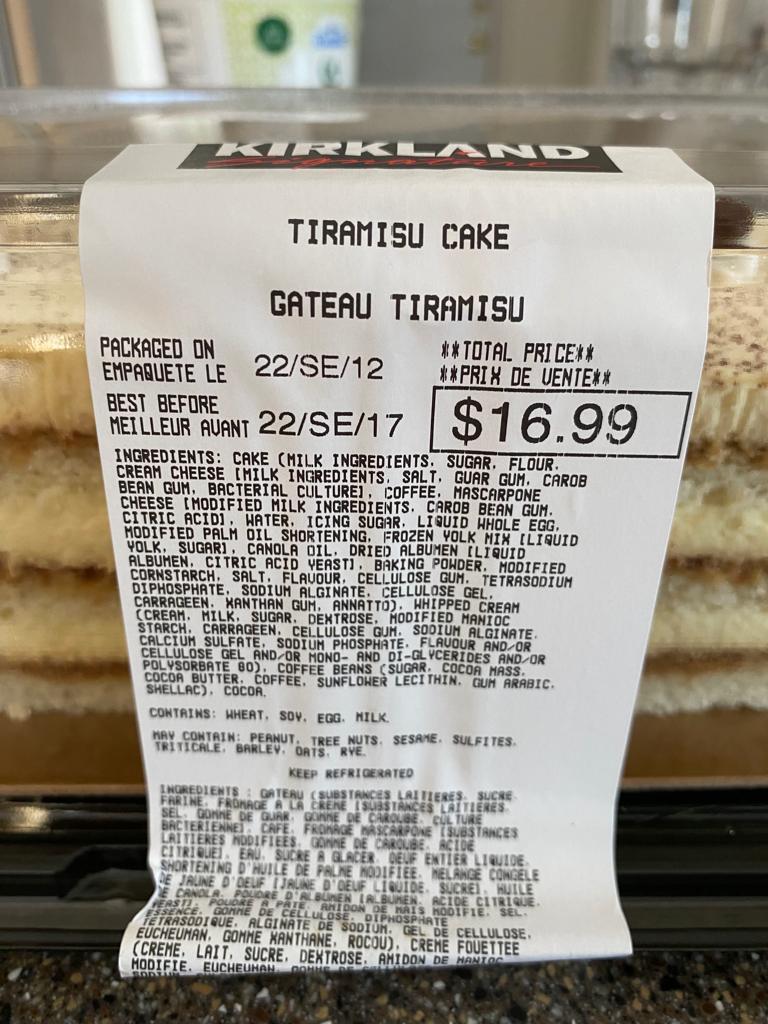 KIRKLAND
Signature
TIRAMISU CAKE
GATEAU TIRAMISU
PACKAGED ON
EMPAQUETE LE 22/SE/12
**TOTAL PRICE**
**PRIX DE VENTE**
BEST BEFORE
MEILLEUR AVANT 22/SE/17
$16.99
INGREDIENTS: CAKE (MILK INGREDIENTS, SUGAR, FLOUR,
CREAM CHEESE [MILK INGREDIENTS, SALT, GUAR GUM, CAROB
BEAN GUM, BACTERIAL CULTURE], COFFEE, MASCARPONE
CHEESE [MODIFIED MILK INGREDIENTS, CAROB BEAN GUM,
CITRIC ACID], WATER, ICING SUGAR, LIQUID WHOLE EGG,
MODIFIED PALM OIL SHORTENING, FROZEN YOLK MIX [LIQUID
YOLK, SUGAR], CANOLA OIL, DRIED ALBUMEN [LIQUID
ALBUMEN, CITRIC ACID YEAST], BAKING POWDER, MODIFIED
CORNSTARCH, SALT, FLAVOUR, CELLULOSE GUM, TETRASODIUM
DIPHOSPHATE, SODIUM ALGINATE, CELLULOSE GEL,
CARRAGEEN, XANTHAN GUM, ANNATTO), WHIPPED CREAM
(CREAM, MILK, SUGAR, DEXTROSE, MODIFIED MANIOC
STARCH, CARRAGEEN, CELLULOSE GUM, SODIUM ALGINATE,
CALCIUM SULFATE, SODIUM PHOSPHATE, FLAVOUR AND/OR
CELLULOSE GEL AND/OR MONO- AND DI-GLYCERIDES AND/OR
POLYSORBATE 80), COFFEE BEANS (SUGAR, COCOA MASS,
COCOA BUTTER, COFFEE, SUNFLOWER LECITHIN, GUM ARABIC,
SHELLAC), COCOA.
CONTAINS: WHEAT, SOY, EGG, MILK.
MAY CONTAIN: PEANUT, TREE NUTS, SESAME, SULFITES,
TRITICALE, BARLEY, OATS, RYE.
KEEP REFRIGERATED
INGREDIENTS : GATEAU (SUBSTANCES LAITIERES, SUCRE
FARINE, FROMAGE A LA CREME [SUBSTANCES LAITIERES,
SEL, GOMME DE GUAR, GOMME DE CAROUBE, CULTURE
BACTERIENNE], CAFE, FROMAGE MASCARPONE [SUBSTANCES
LAITIERES MODIFIEES, GOMME DE CAROUBE, ACIDE
CITRIQUE], EAU, SUCRE A GLACER, OEUF ENTIER LIQUIDE,
SHORTENING D'HUILE DE PALME MODIFIEE, MELANGE CONGELE
DE JAUNE D'OEUF [JAUNE D'OEUF LIQUIDE, SUCRE], HUILE
DE CANOLA, POUDRE D'ALBUMEN [ALBUMEN, ACIDE CITRIQUE,
YEAST], POUDRE A PATE, AMIDON DE MAIS MODIFIE, SEL,
ESSENCE, GOMME DE CELLULOSE, DIPHOSPHATE
TETRASODIQUE, ALGINATE DE SODIUM, GEL DE CELLULOSE,
EUCHEUMAN, GOMME XANTHANE, ROCOU), CREME FOUETTEE
(CREME, LAIT, SUCRE, DEXTROSE, AMIDON DE MANIOC
MODIFIE, EUCHEUMAN, GOMME DE